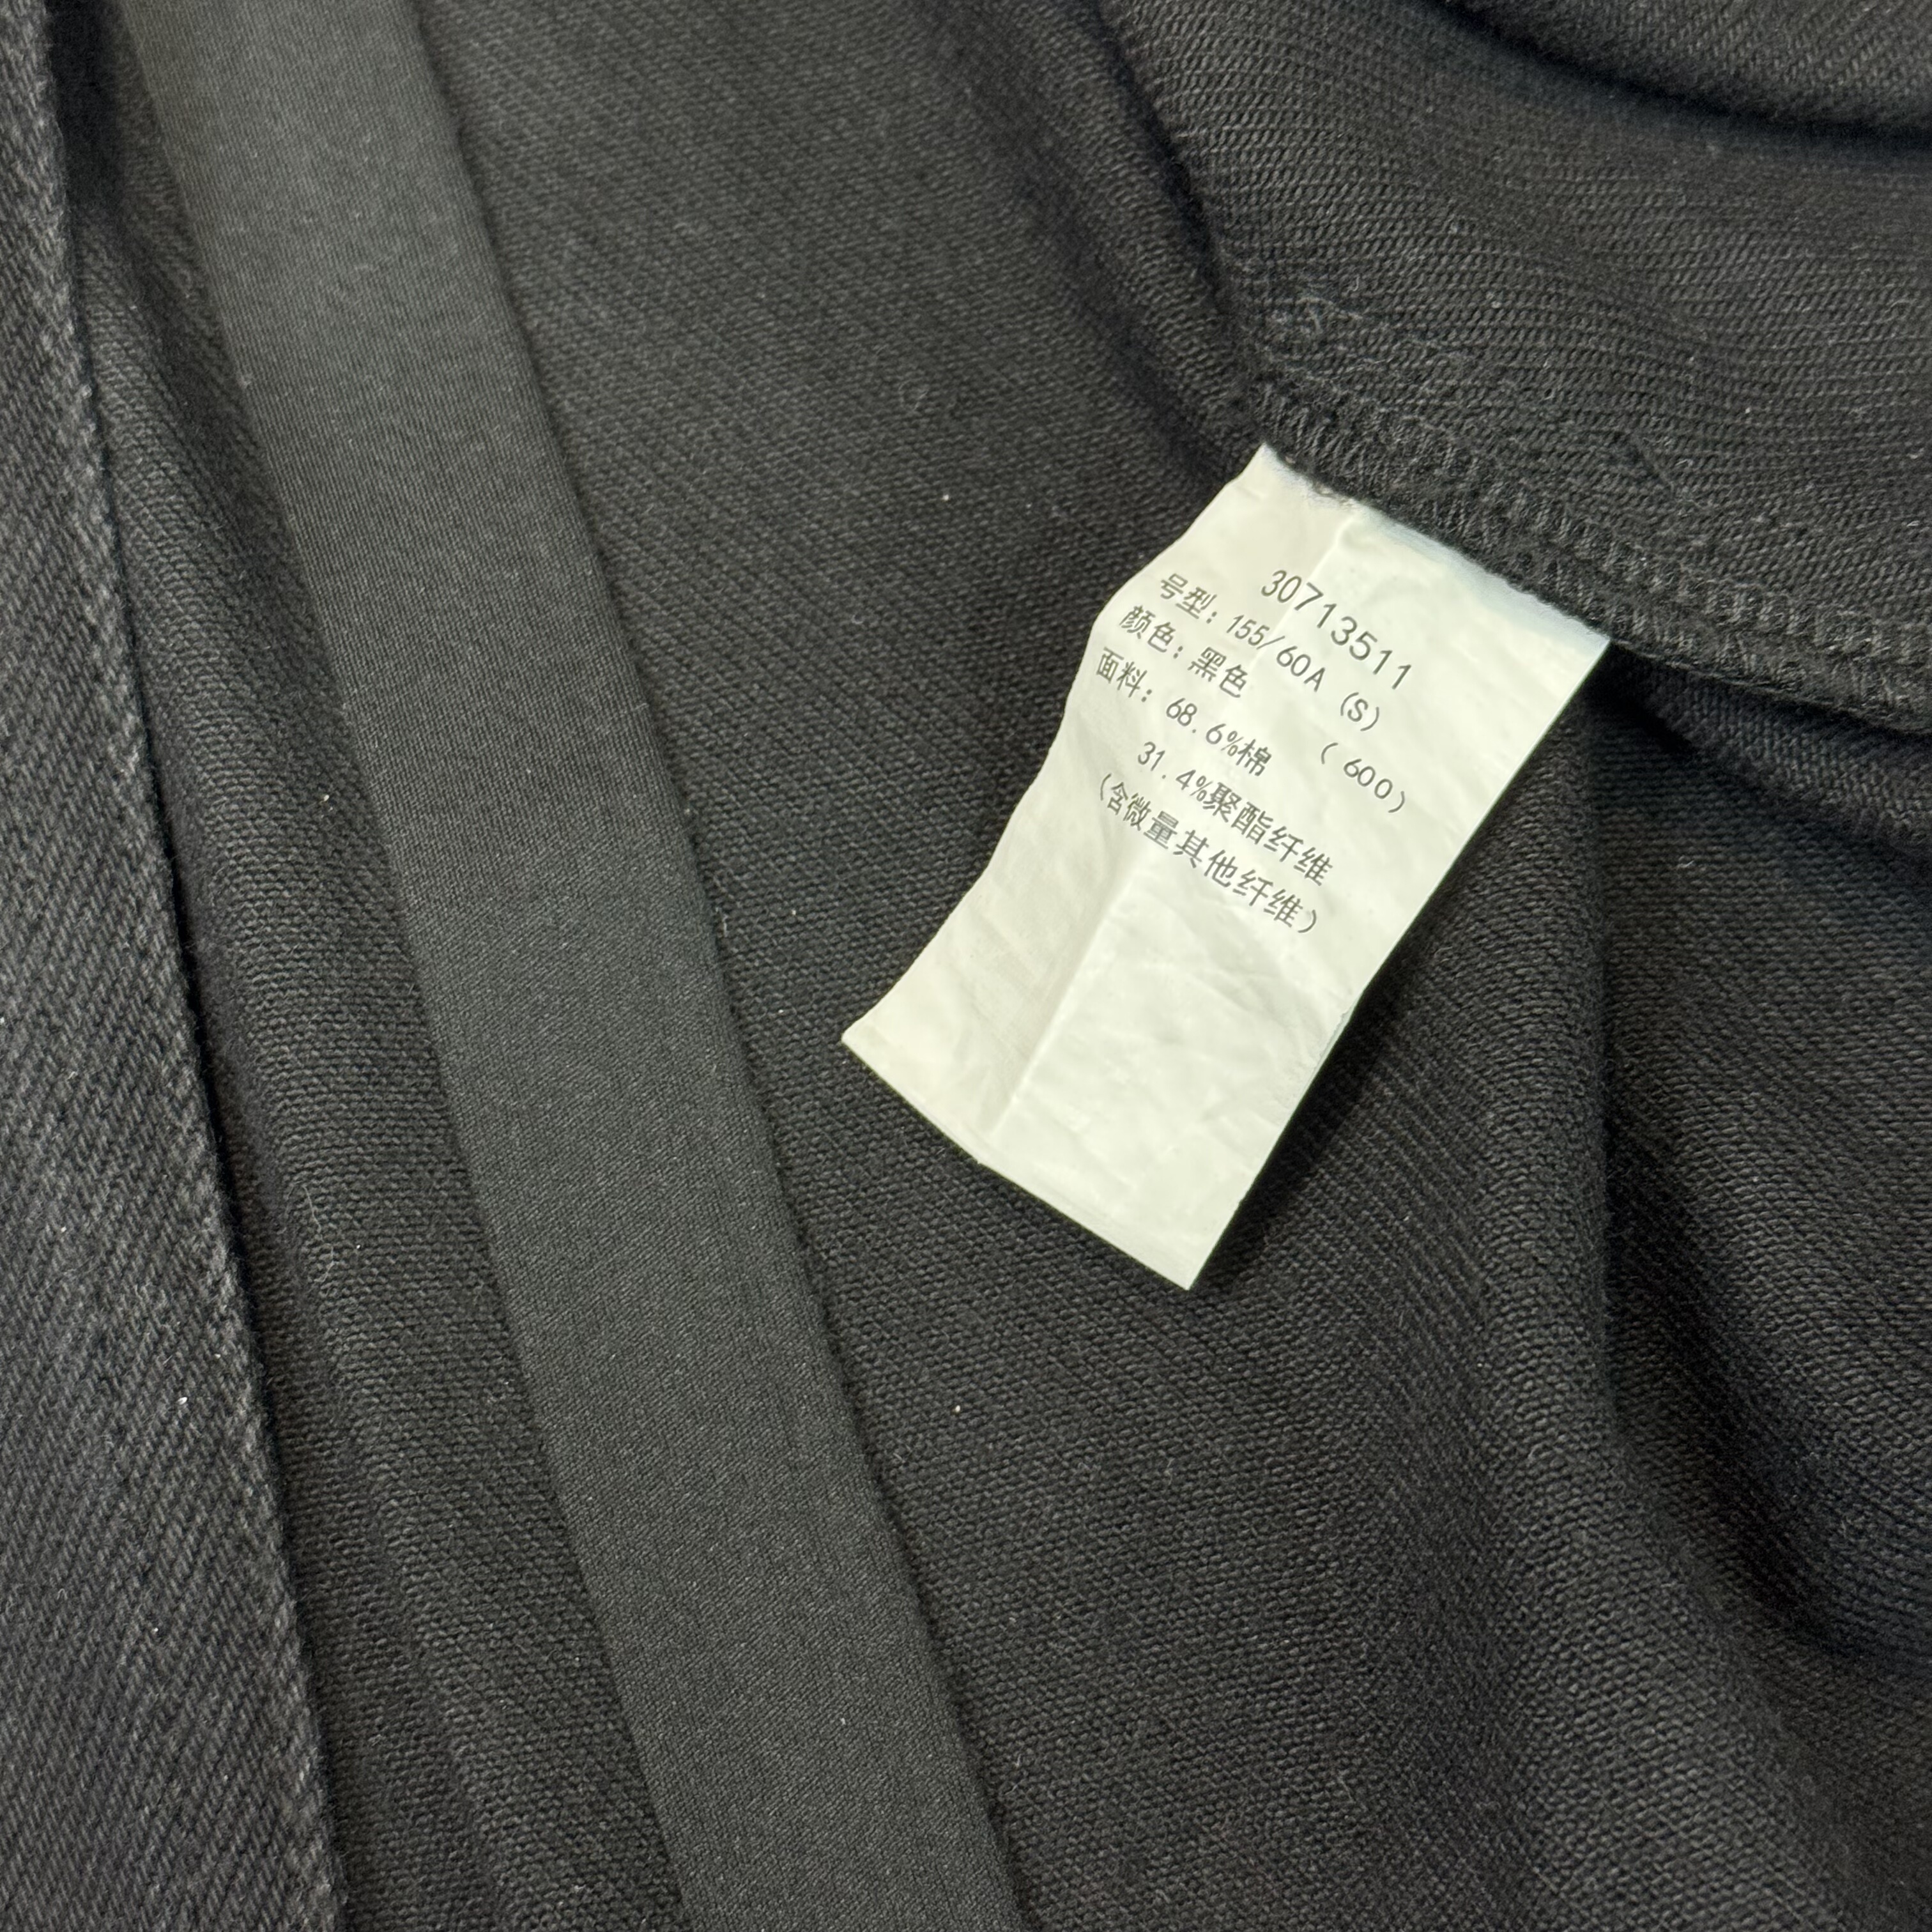 30713511
号型: 155/60A (S)
颜色: 黑色 (600)
面料: 68.6%棉
31.4%聚酯纤维
(含微量其他纤维)